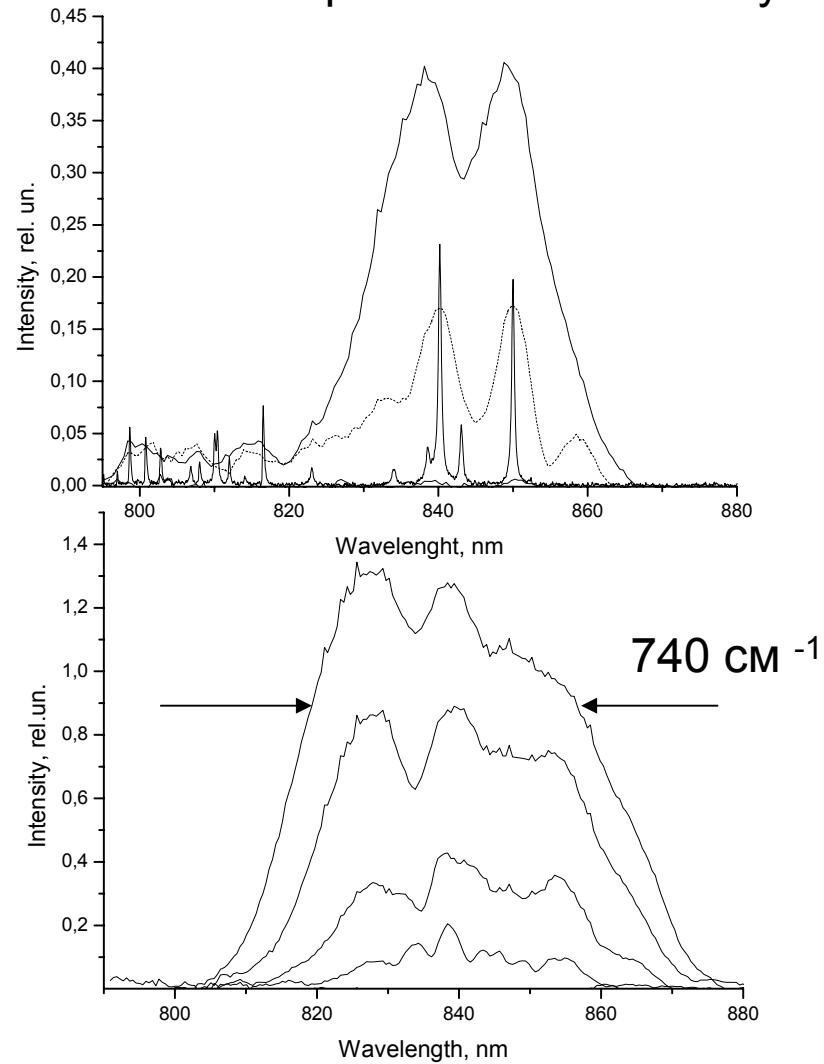 0,45
0,40
0,35
0,30
0,25
0,20
0,15
0,10
0,05
0,00
Intensity, rel. un.
800 820 840 860 880
Wavelenght, nm
1,4
1,2
1,0
0,8
0,6
0,4
0,2
Intensity, rel.un.
740 см -1
800 820 840 860 880
Wavelength, nm